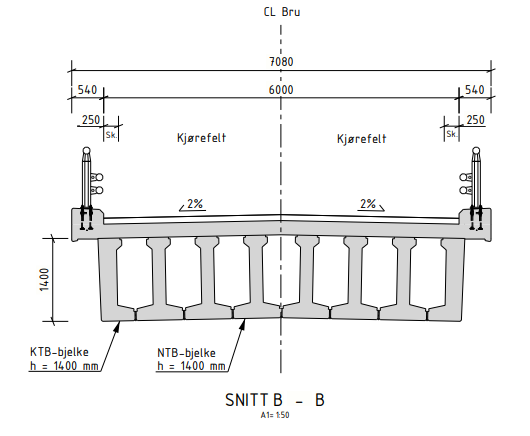 CL Bru
7080
540 6000 540
250 250
Sk. Sk.
Kjørefelt Kjørefelt
2% 2%
1400
KTB-bjelke
h = 1400 mm
NTB-bjelke
h = 1400 mm
SNITT B - B
A1= 1:50